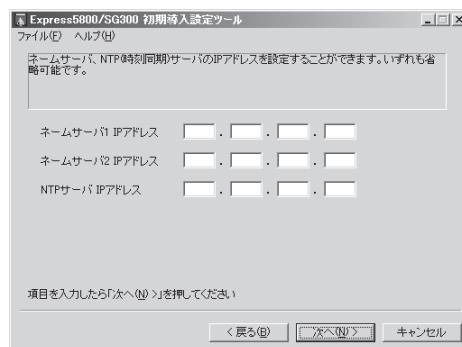 Express5800/SG300 初期導入設定ツール
ファイル(F) ヘルプ(H)
ネームサーバ、NTP(時刻同期)サーバのIPアドレスを設定することができます。いずれも省
略可能です。
ネームサーバ1 IPアドレス . . .
ネームサーバ2 IPアドレス . . .
NTPサーバ IPアドレス . . .
項目を入力したら「次へ(N) >」を押してください
< 戻る(B) 次へ(N) > キャンセル